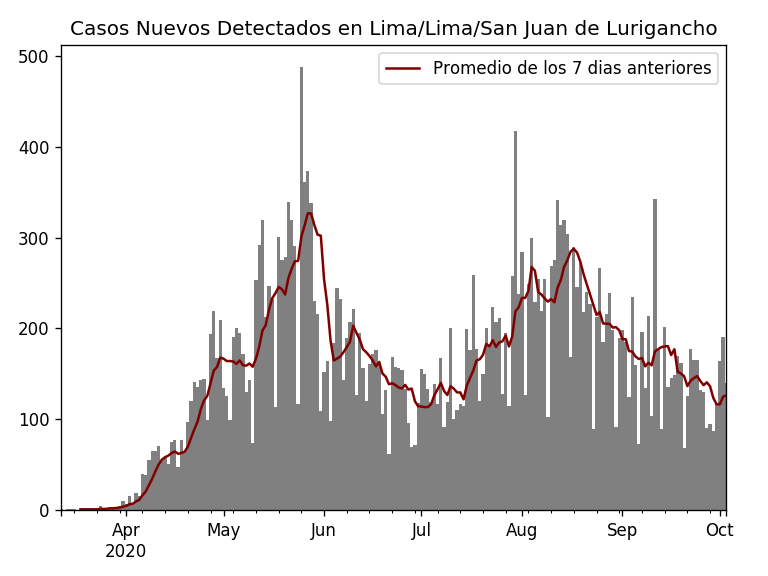 Casos Nuevos Detectados en Lima/Lima/San Juan de Lurigancho
Promedio de los 7 dias anteriores
500
400
300
200
100
0
Apr May Jun Jul Aug Sep Oct
2020